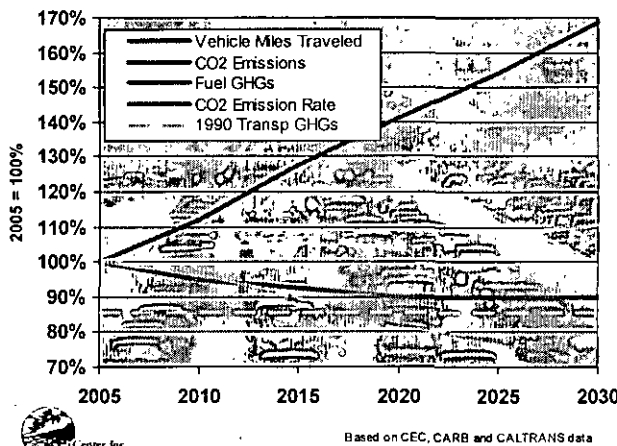 170%
160%
150%
140%
130%
120%
110%
100%
90%
80%
70%
2005 = 100%
Vehicle Miles Traveled
CO2 Emissions
Fuel GHGs
CO2 Emission Rate
1990 Transp GHGs
2005 2010 2015 2020 2025 2030
Center for
Based on CEC, CARB and CALTRANS data